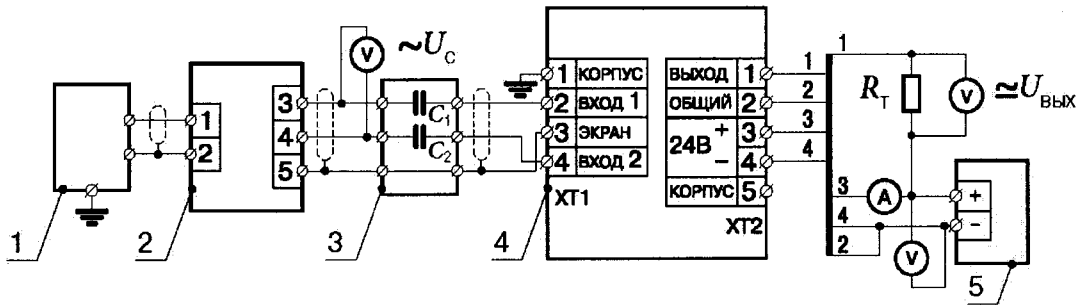 V ~U_C
3 C₁
4 C₂
5
1
2
1 КОРПУС
2 ВХОД 1
3 ЭКРАН
4 ВХОД 2
XT1
ВЫХОД 1
ОБЩИЙ 2
24В + 3
− 4
КОРПУС 5
XT2
1
2
3
4
1
R_T V ≃U_ВЫХ
3 A +
4 −
2 V
1
2
3
4
5